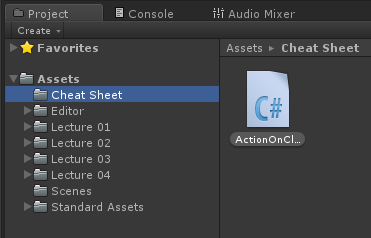 Project Console Audio Mixer
Create
Favorites
Assets
Cheat Sheet
Editor
Lecture 01
Lecture 02
Lecture 03
Lecture 04
Scenes
Standard Assets
Assets Cheat Sheet
C#
ActionOnCl...